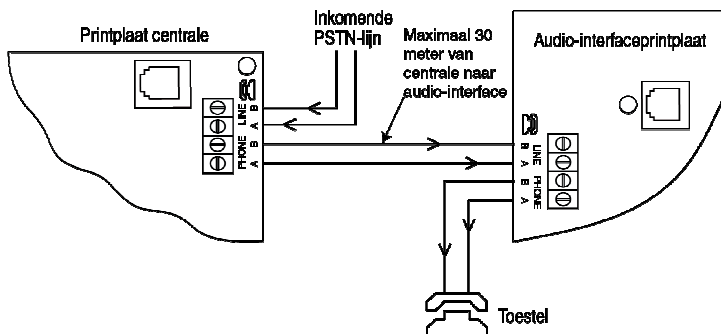 Printplaat centrale
Inkomende
PSTN-lijn
Maximaal 30
meter van
centrale naar
audio-interface
Audio-interfaceprintplaat
LINE
B
A
PHONE
B
A
B
LINE
A
B
PHONE
A
Toestel